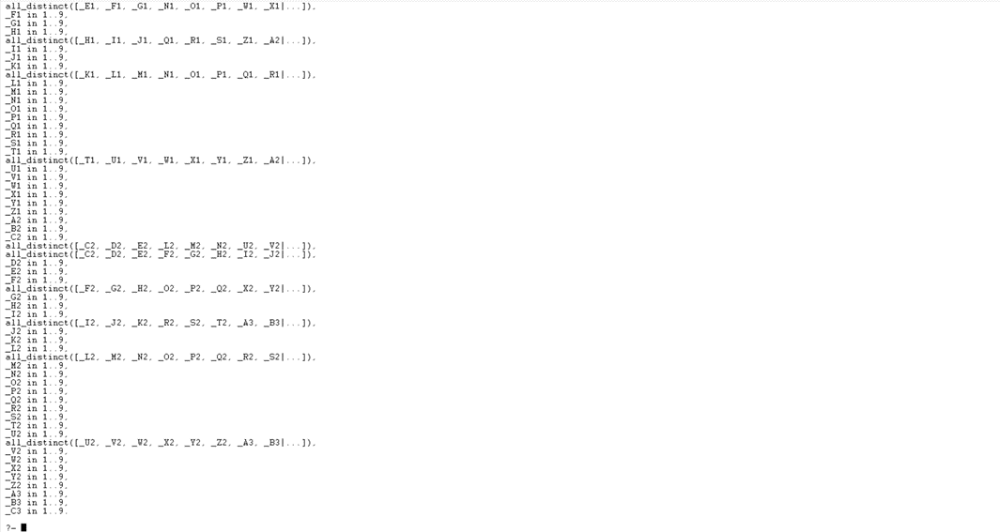 all_distinct([_E1, _F1, _G1, _N1, _O1, _P1, _W1, _X1|...]),
_F1 in 1..9,
_G1 in 1..9,
_H1 in 1..9,
all_distinct([_H1, _I1, _J1, _Q1, _R1, _S1, _Z1, _A2|...]),
_I1 in 1..9,
_J1 in 1..9,
_K1 in 1..9,
all_distinct([_K1, _L1, _M1, _N1, _O1, _P1, _Q1, _R1|...]),
_L1 in 1..9,
_M1 in 1..9,
_N1 in 1..9,
_O1 in 1..9,
_P1 in 1..9,
_Q1 in 1..9,
_R1 in 1..9,
_S1 in 1..9,
_T1 in 1..9,
all_distinct([_T1, _U1, _V1, _W1, _X1, _Y1, _Z1, _A2|...]),
_U1 in 1..9,
_V1 in 1..9,
_W1 in 1..9,
_X1 in 1..9,
_Y1 in 1..9,
_Z1 in 1..9,
_A2 in 1..9,
_B2 in 1..9,
_C2 in 1..9,
all_distinct([_C2, _D2, _E2, _L2, _M2, _N2, _U2, _V2|...]),
all_distinct([_C2, _D2, _E2, _F2, _G2, _H2, _I2, _J2|...]),
_D2 in 1..9,
_E2 in 1..9,
_F2 in 1..9,
all_distinct([_F2, _G2, _H2, _O2, _P2, _Q2, _X2, _Y2|...]),
_G2 in 1..9,
_H2 in 1..9,
_I2 in 1..9,
all_distinct([_I2, _J2, _K2, _R2, _S2, _T2, _A3, _B3|...]),
_J2 in 1..9,
_K2 in 1..9,
_L2 in 1..9,
all_distinct([_L2, _M2, _N2, _O2, _P2, _Q2, _R2, _S2|...]),
_M2 in 1..9,
_N2 in 1..9,
_O2 in 1..9,
_P2 in 1..9,
_Q2 in 1..9,
_R2 in 1..9,
_S2 in 1..9,
_T2 in 1..9,
_U2 in 1..9,
all_distinct([_U2, _V2, _W2, _X2, _Y2, _Z2, _A3, _B3|...]),
_V2 in 1..9,
_W2 in 1..9,
_X2 in 1..9,
_Y2 in 1..9,
_Z2 in 1..9,
_A3 in 1..9,
_B3 in 1..9,
_C3 in 1..9.
?-